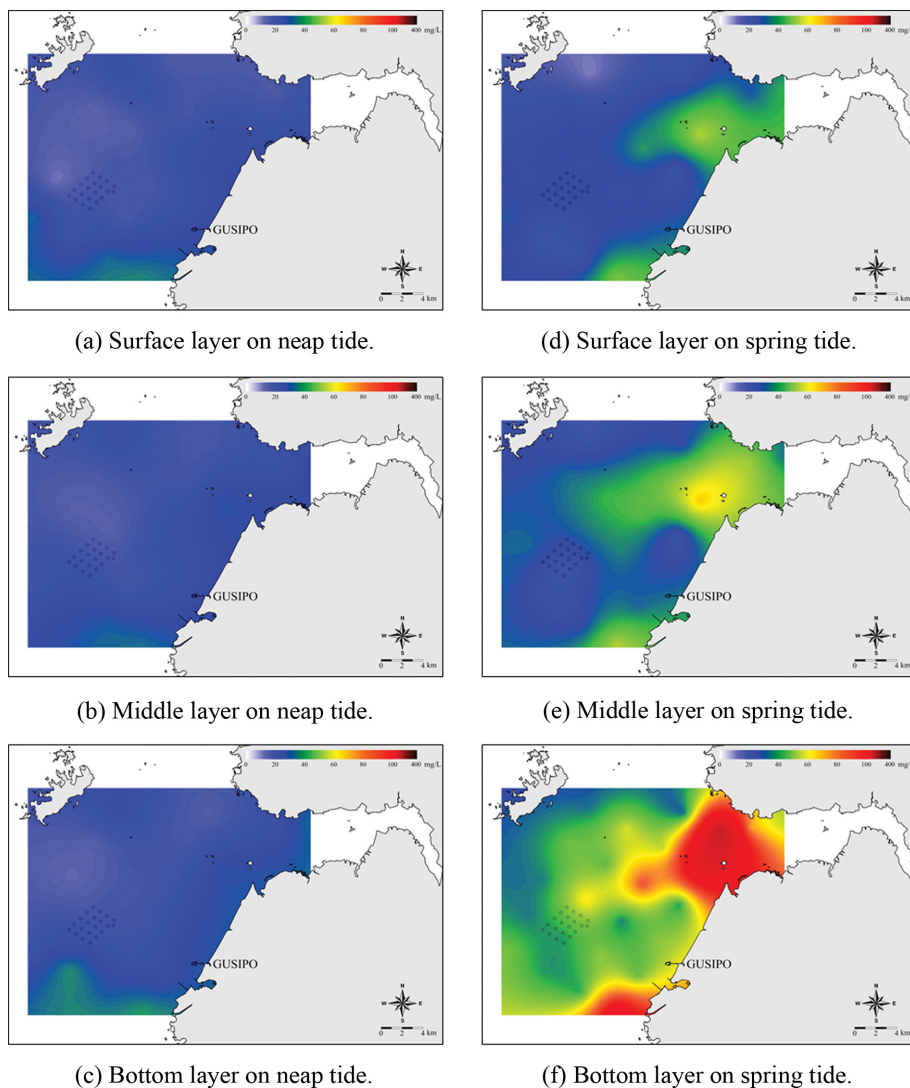 0 20 40 60 80 100 400 mg/L
GUSIPO
N
W E
S
0 2 4 km
(a) Surface layer on neap tide.
0 20 40 60 80 100 400 mg/L
GUSIPO
N
W E
S
0 2 4 km
(d) Surface layer on spring tide.
0 20 40 60 80 100 400 mg/L
GUSIPO
N
W E
S
0 2 4 km
(b) Middle layer on neap tide.
0 20 40 60 80 100 400 mg/L
GUSIPO
N
W E
S
0 2 4 km
(e) Middle layer on spring tide.
0 20 40 60 80 100 400 mg/L
GUSIPO
N
W E
S
0 2 4 km
(c) Bottom layer on neap tide.
0 20 40 60 80 100 400 mg/L
GUSIPO
N
W E
S
0 2 4 km
(f) Bottom layer on spring tide.